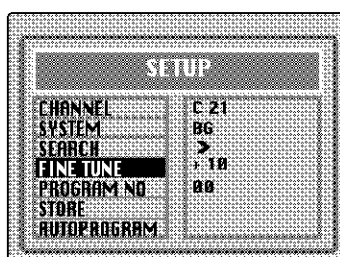 SETUP
CHANNEL C 21
SYSTEM BG
SEARCH >
FINE TUNE 10
PROGRAM NO 00
STORE
AUTOPROGRAM